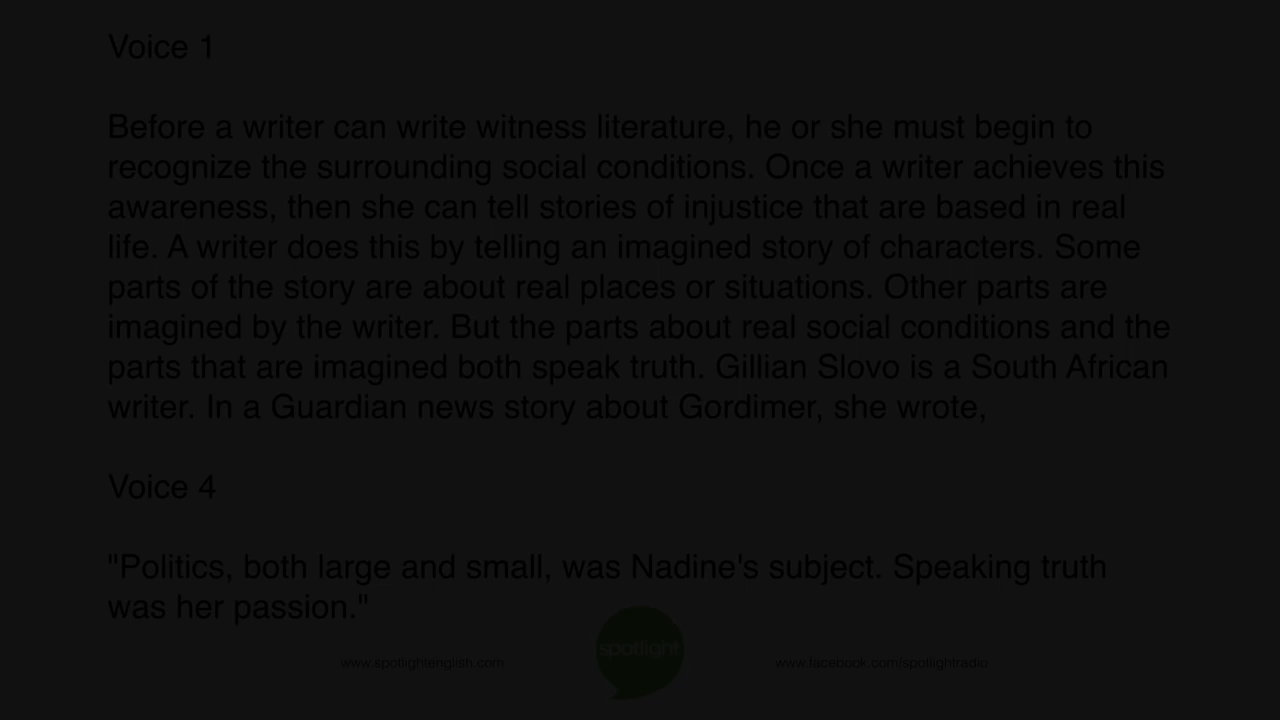 Voice 1
Before a writer can write witness literature, he or she must begin to
recognize the surrounding social conditions. Once a writer achieves this
awareness, then she can tell stories of injustice that are based in real
life. A writer does this by telling an imagined story of characters. Some
parts of the story are about real places or situations. Other parts are
imagined by the writer. But the parts about real social conditions and the
parts that are imagined both speak truth. Gillian Slovo is a South African
writer. In a Guardian news story about Gordimer, she wrote,
Voice 4
"Politics, both large and small, was Nadine's subject. Speaking truth
was her passion."
spotlight
www.spotlightenglish.com
www.facebook.com/spotlightradio